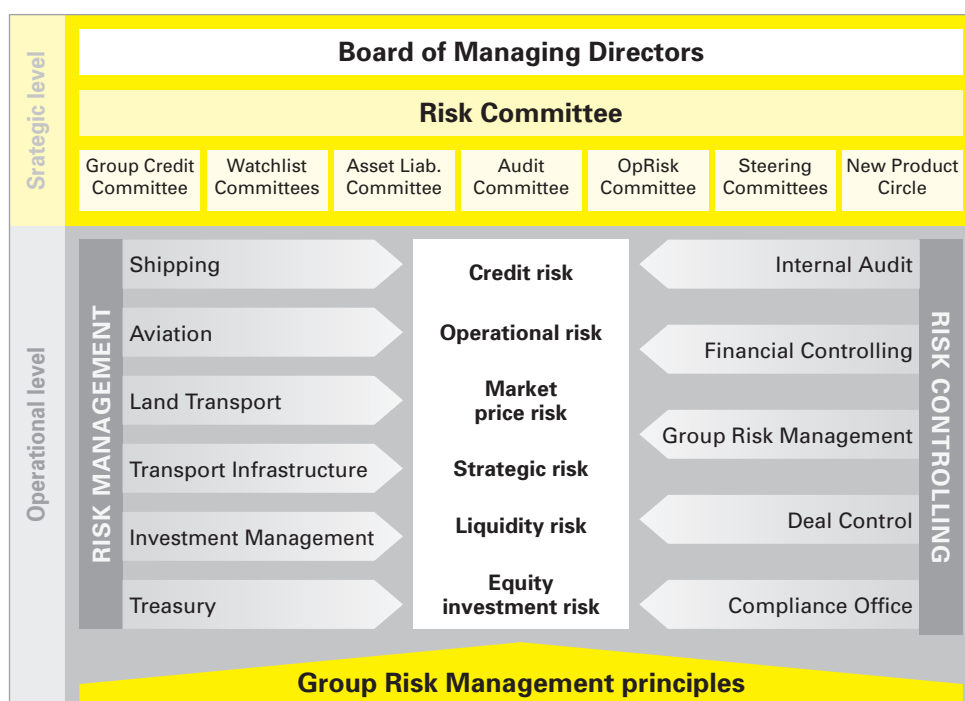 Srategic level
Board of Managing Directors
Risk Committee
Group Credit
Committee
Watchlist
Committees
Asset Liab.
Committee
Audit
Committee
OpRisk
Committee
Steering
Committees
New Product
Circle
Operational level
RISK MANAGEMENT
Shipping
Aviation
Land Transport
Transport Infrastructure
Investment Management
Treasury
Credit risk
Operational risk
Market
price risk
Strategic risk
Liquidity risk
Equity
investment risk
Internal Audit
Financial Controlling
Group Risk Management
Deal Control
Compliance Office
RISK CONTROLLING
Group Risk Management principles